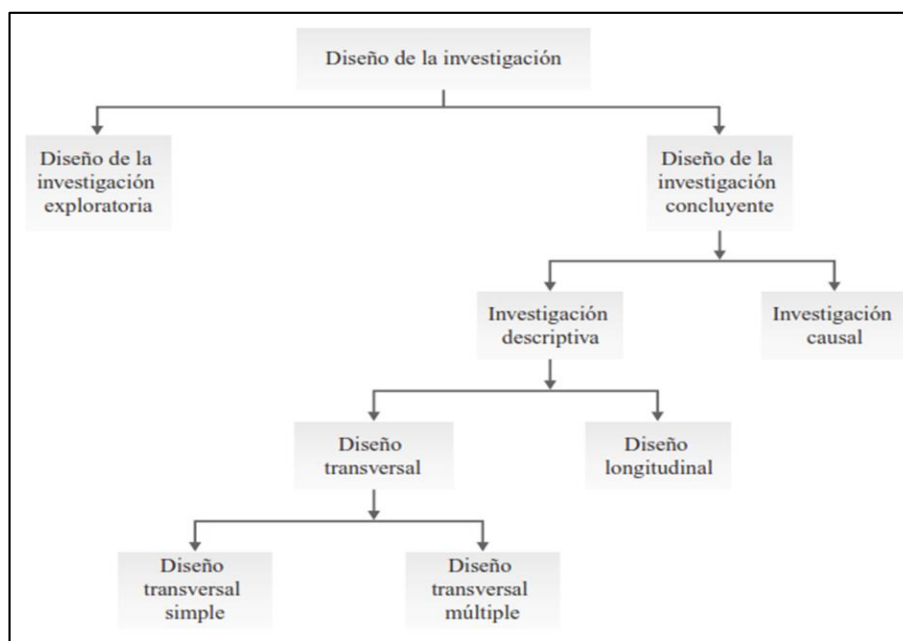 Diseño de la investigación
Diseño de la
investigación
exploratoria
Diseño de la
investigación
concluyente
Investigación
descriptiva
Investigación
causal
Diseño
transversal
Diseño
longitudinal
Diseño
transversal
simple
Diseño
transversal
múltiple